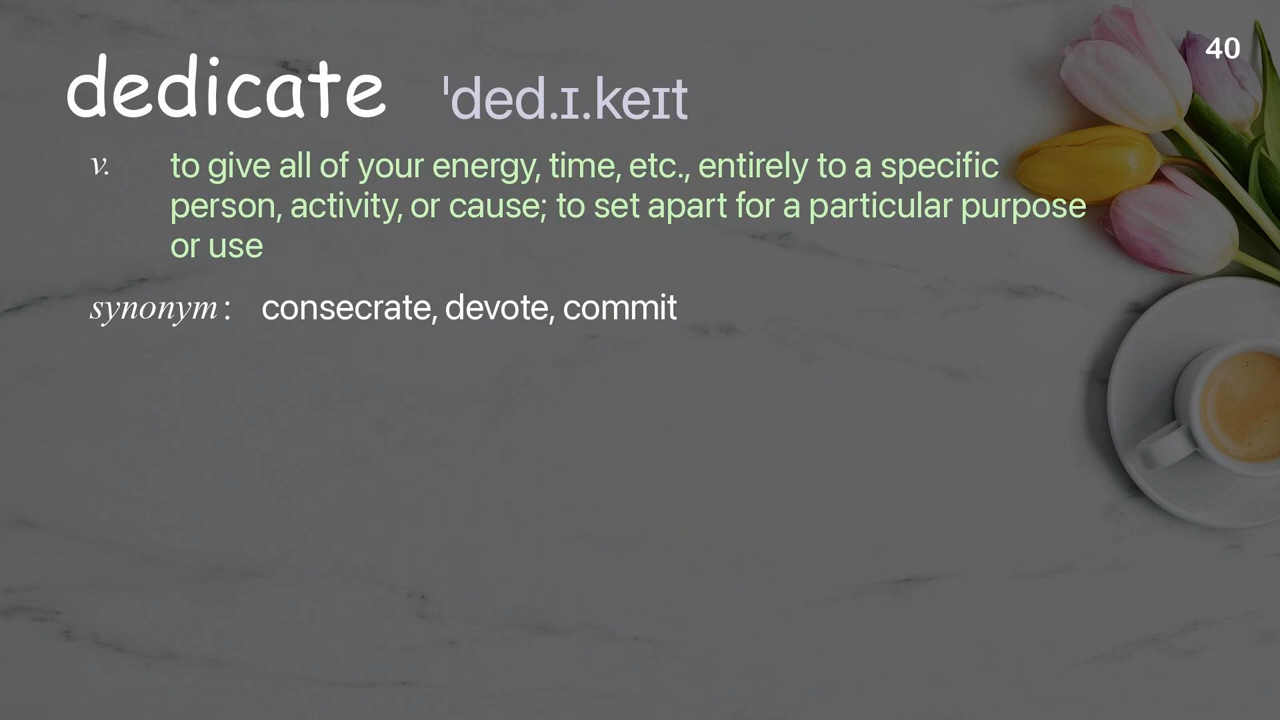 40
dedicate ˈded.ɪ.keɪt
v. to give all of your energy, time, etc., entirely to a specific
person, activity, or cause; to set apart for a particular purpose
or use
synonym: consecrate, devote, commit